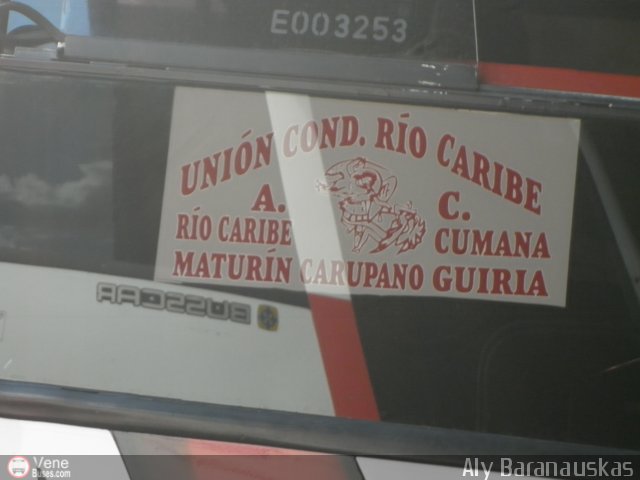 E003253
UNIÓN COND. RÍO CARIBE
A. C.
RÍO CARIBE CUMANA
MATURÍN CARUPANO GUIRIA
BUSSCAR
Vene
Buses.com
Aly Baranauskas